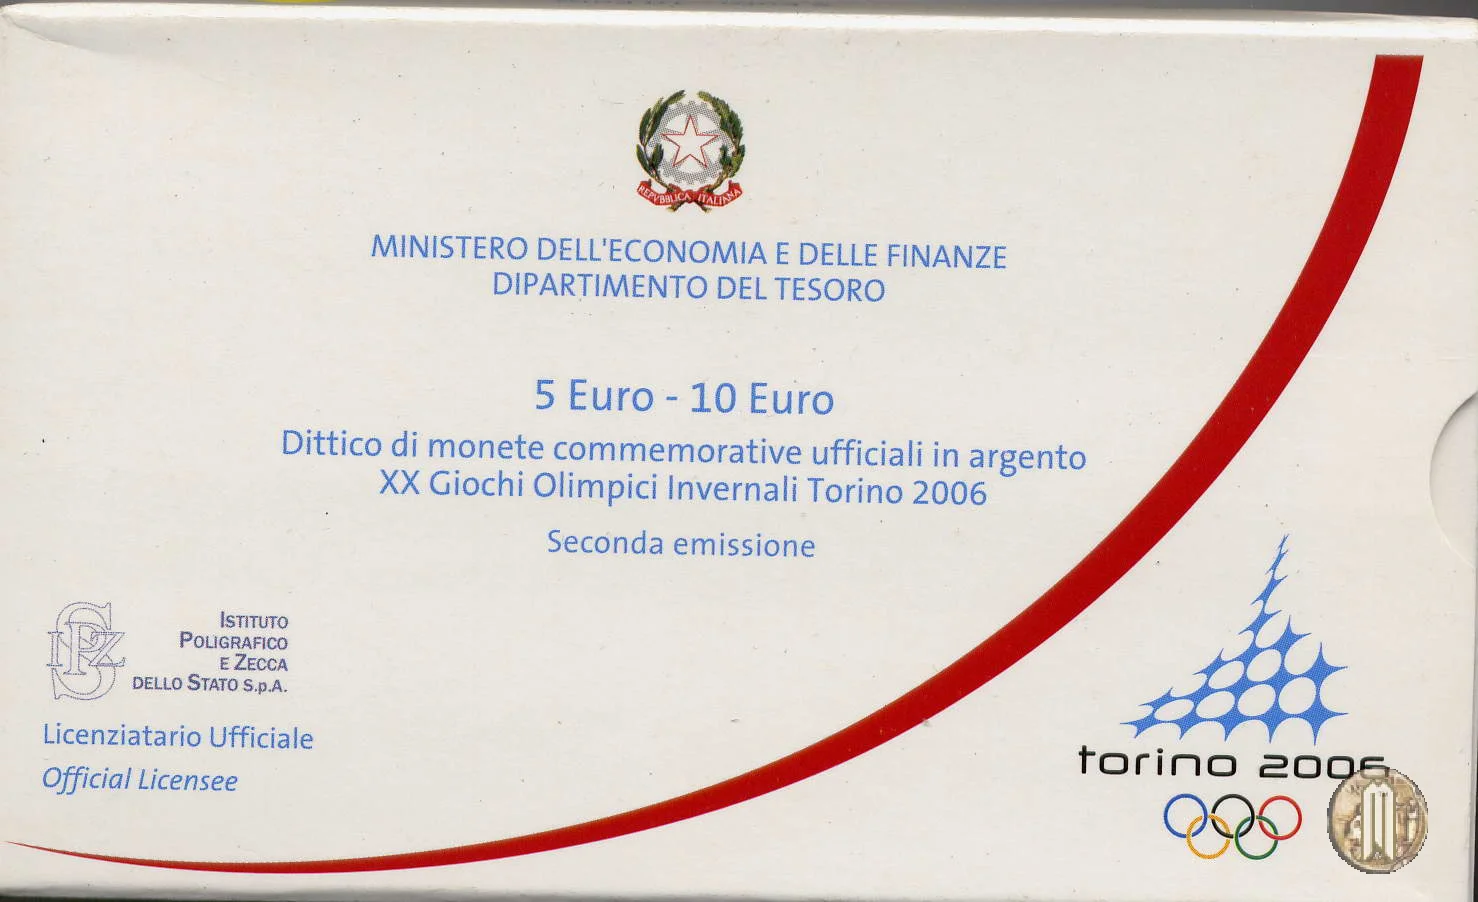 REPVBBLICA ITALIANA
MINISTERO DELL'ECONOMIA E DELLE FINANZE
DIPARTIMENTO DEL TESORO
5 Euro - 10 Euro
Dittico di monete commemorative ufficiali in argento
XX Giochi Olimpici Invernali Torino 2006
Seconda emissione
IPZS
ISTITUTO
POLIGRAFICO
E ZECCA
DELLO STATO S.p.A.
Licenziatario Ufficiale
Official Licensee
torino 2006